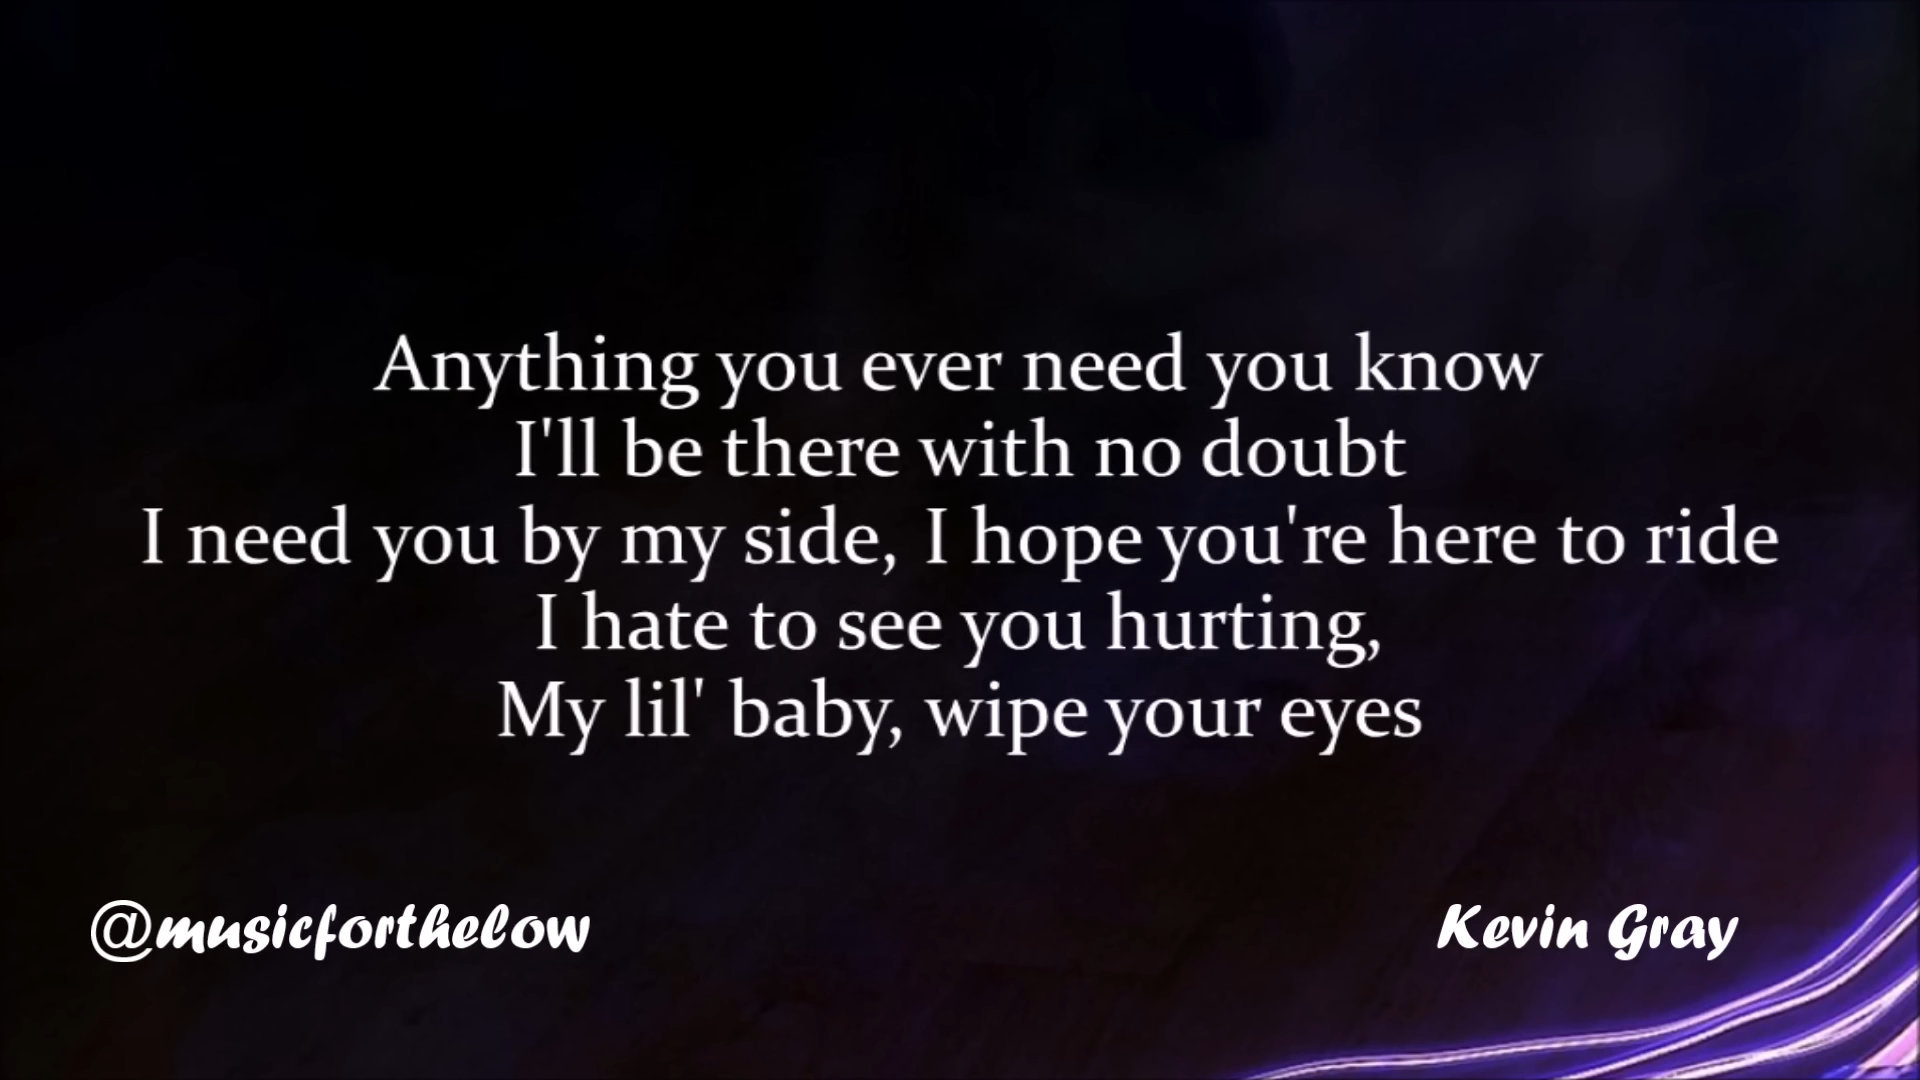 Anything you ever need you know
I'll be there with no doubt
I need you by my side, I hope you're here to ride
I hate to see you hurting,
My lil' baby, wipe your eyes
@musicforthelow
Kevin Gray